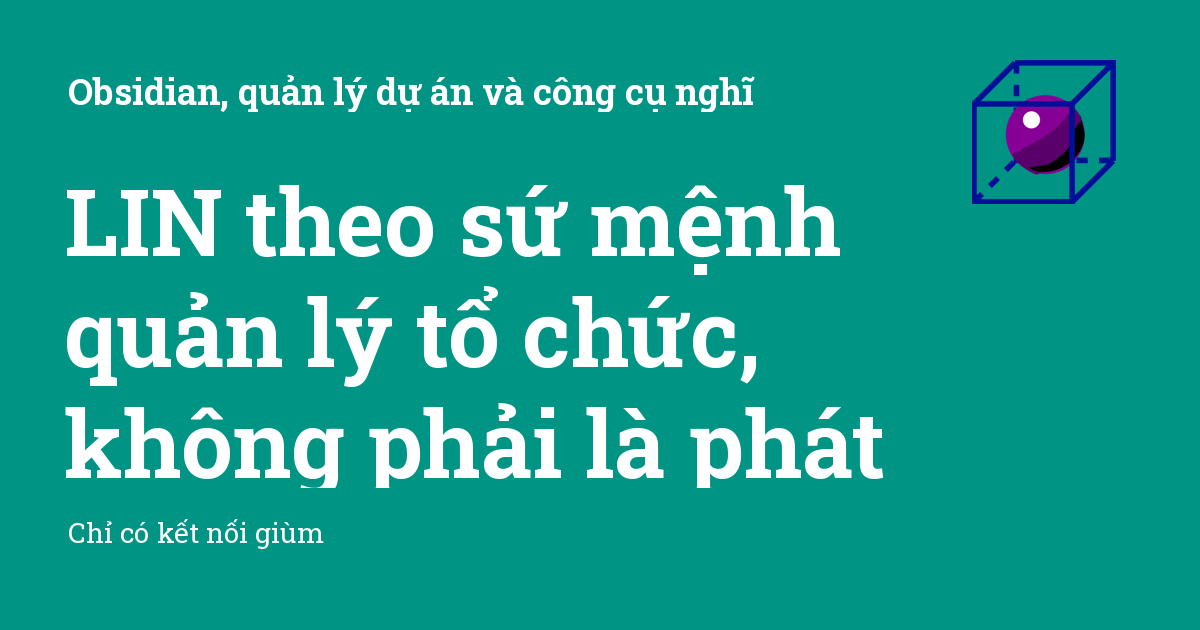 Obsidian, quản lý dự án và công cụ nghĩ
LIN theo sứ mệnh
quản lý tổ chức,
không phải là phát
Chỉ có kết nối giùm